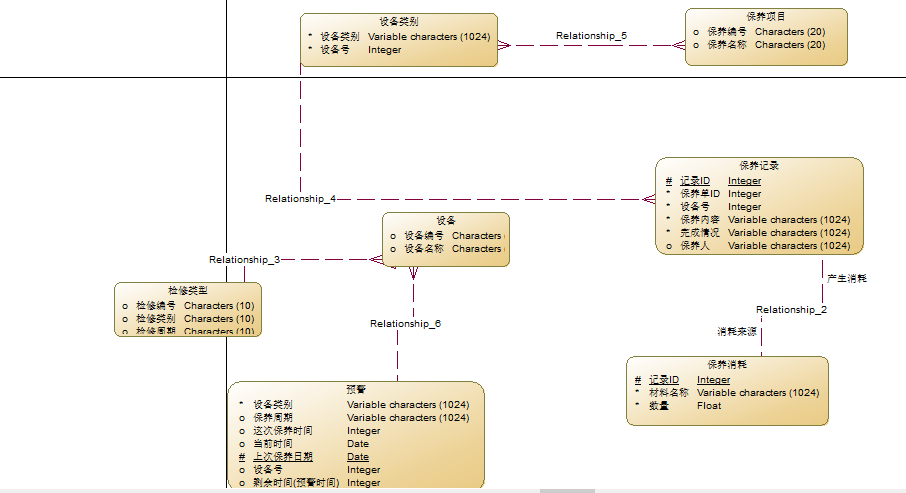 设备类别
* 设备类别 Variable characters (1024)
* 设备号 Integer
Relationship_5
保养项目
o 保养编号 Characters (20)
o 保养名称 Characters (20)
Relationship_4
保养记录
# 记录ID Integer
* 保养单ID Integer
* 设备号 Integer
* 保养内容 Variable characters (1024)
* 完成情况 Variable characters (1024)
o 保养人 Variable characters (1024)
设备
o 设备编号 Characters
o 设备名称 Characters
Relationship_3
检修类型
o 检修编号 Characters (10)
o 检修类别 Characters (10)
o 检修周期 Characters (10)
Relationship_6
产生消耗
Relationship_2
消耗来源
保养消耗
# 记录ID Integer
* 材料名称 Variable characters (1024)
* 数量 Float
预警
* 设备类别 Variable characters (1024)
o 保养周期 Variable characters (1024)
o 这次保养时间 Integer
o 当前时间 Date
# 上次保养日期 Date
o 设备号 Integer
o 剩余时间(预警时间) Integer